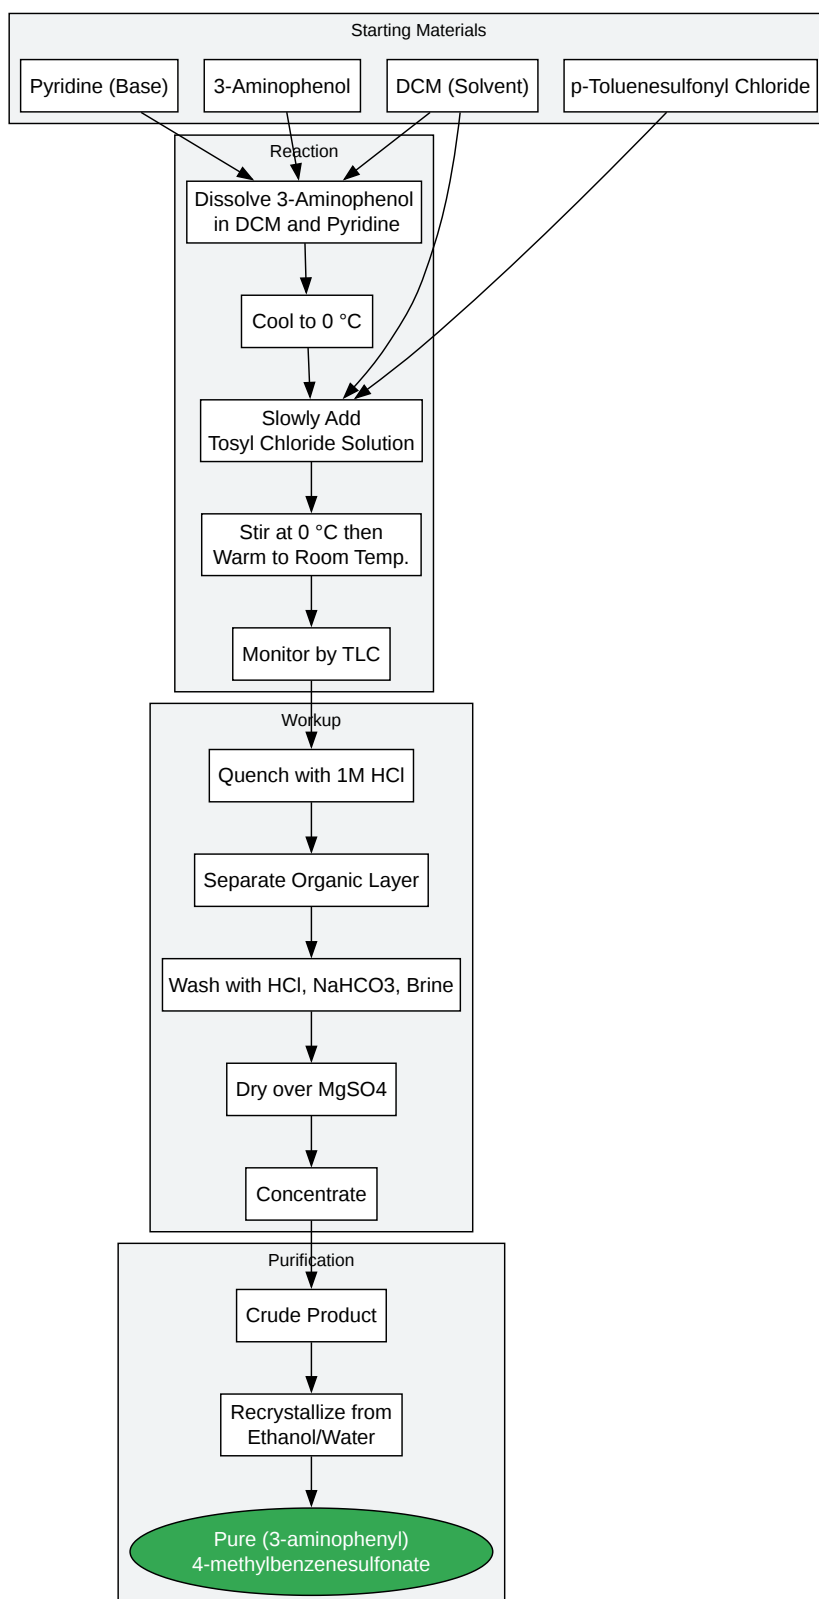 Starting Materials
Pyridine (Base)
3-Aminophenol
DCM (Solvent)
p-Toluenesulfonyl Chloride
Reaction
Dissolve 3-Aminophenol
in DCM and Pyridine
Cool to 0 °C
Slowly Add
Tosyl Chloride Solution
Stir at 0 °C then
Warm to Room Temp.
Monitor by TLC
Workup
Quench with 1M HCl
Separate Organic Layer
Wash with HCl, NaHCO3, Brine
Dry over MgSO4
Concentrate
Purification
Crude Product
Recrystallize from
Ethanol/Water
Pure (3-aminophenyl)
4-methylbenzenesulfonate